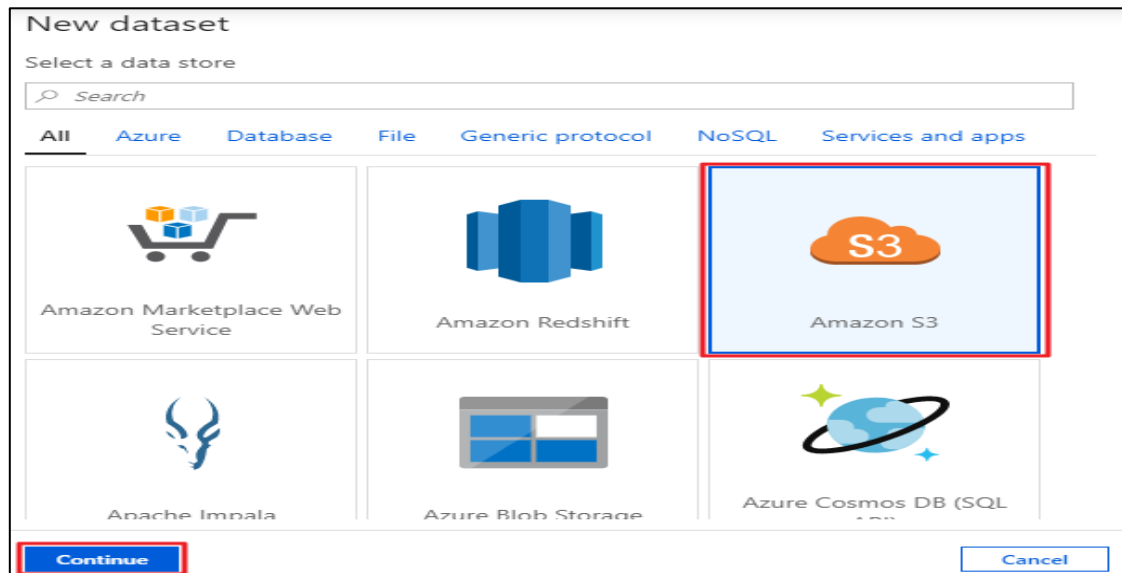 New dataset
Select a data store
Search
All Azure Database File Generic protocol NoSQL Services and apps
S3
Amazon Marketplace Web
Service
Amazon Redshift
Amazon S3
Apache Impala
Azure Blob Storage
Azure Cosmos DB (SQL
API)
Continue
Cancel